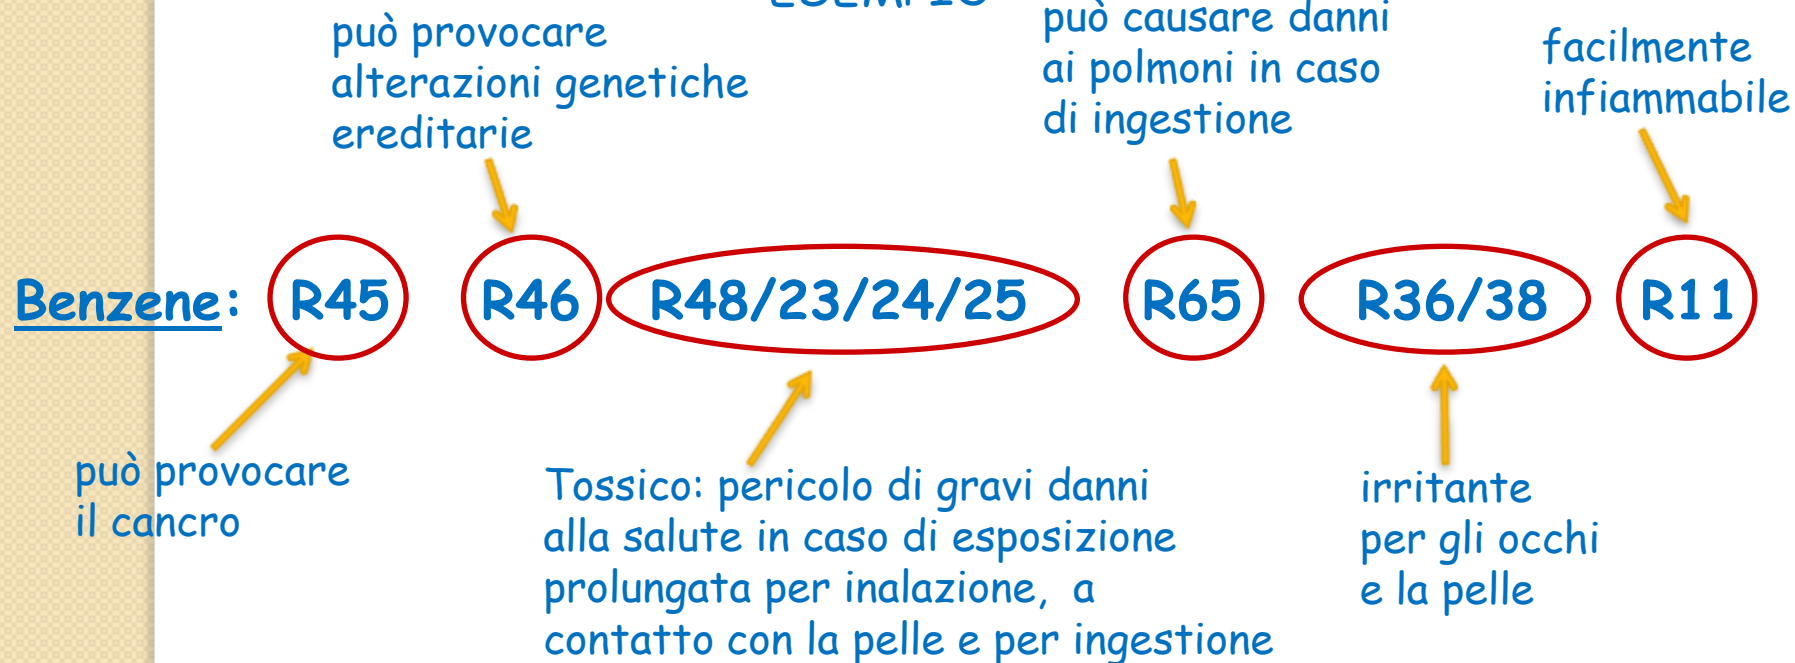 ESEMPIO
può provocare
alterazioni genetiche
ereditarie
può causare danni
ai polmoni in caso
di ingestione
facilmente
infiammabile
Benzene: R45 R46 R48/23/24/25 R65 R36/38 R11
può provocare
il cancro
Tossico: pericolo di gravi danni
alla salute in caso di esposizione
prolungata per inalazione, a
contatto con la pelle e per ingestione
irritante
per gli occhi
e la pelle